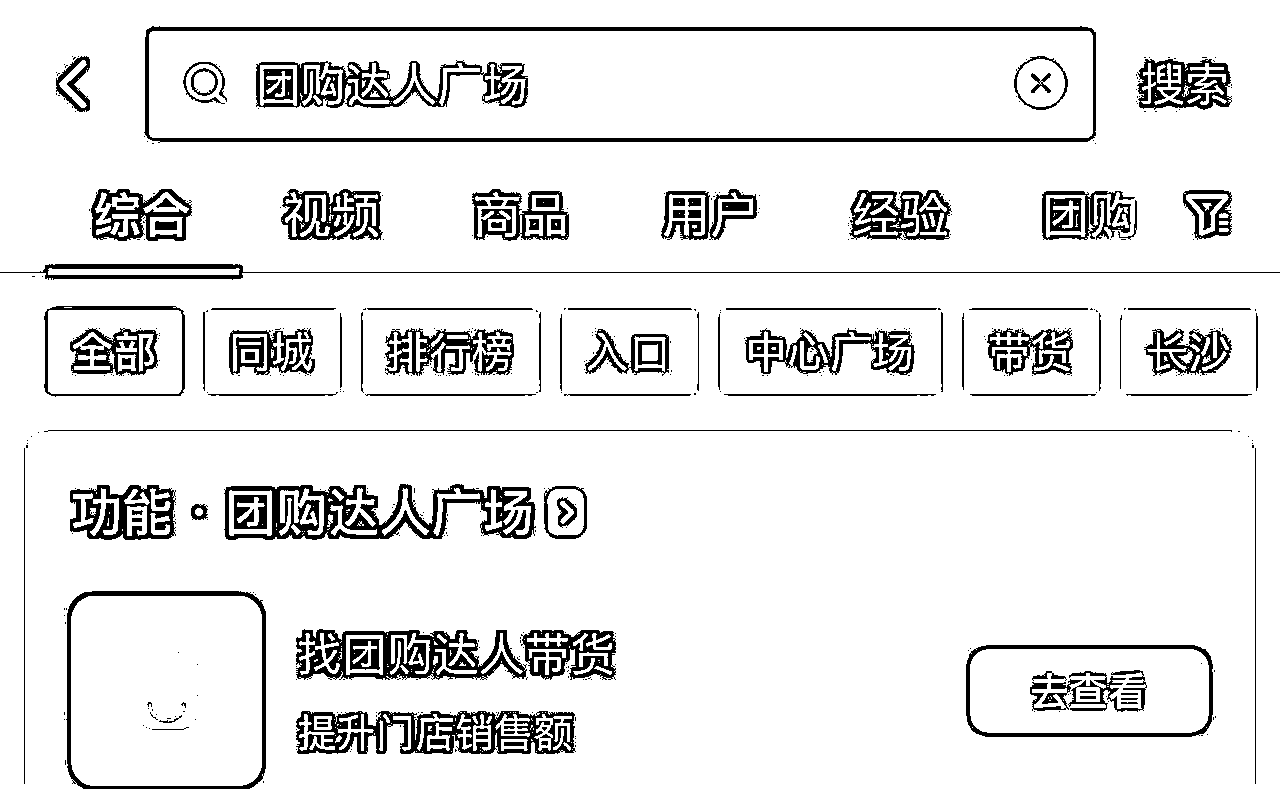 团购达人广场 搜索
综合 视频 商品 用户 经验 团购
全部 同城 排行榜 入口 中心广场 带货 长沙
功能·团购达人广场
找团购达人带货
提升门店销售额
去查看